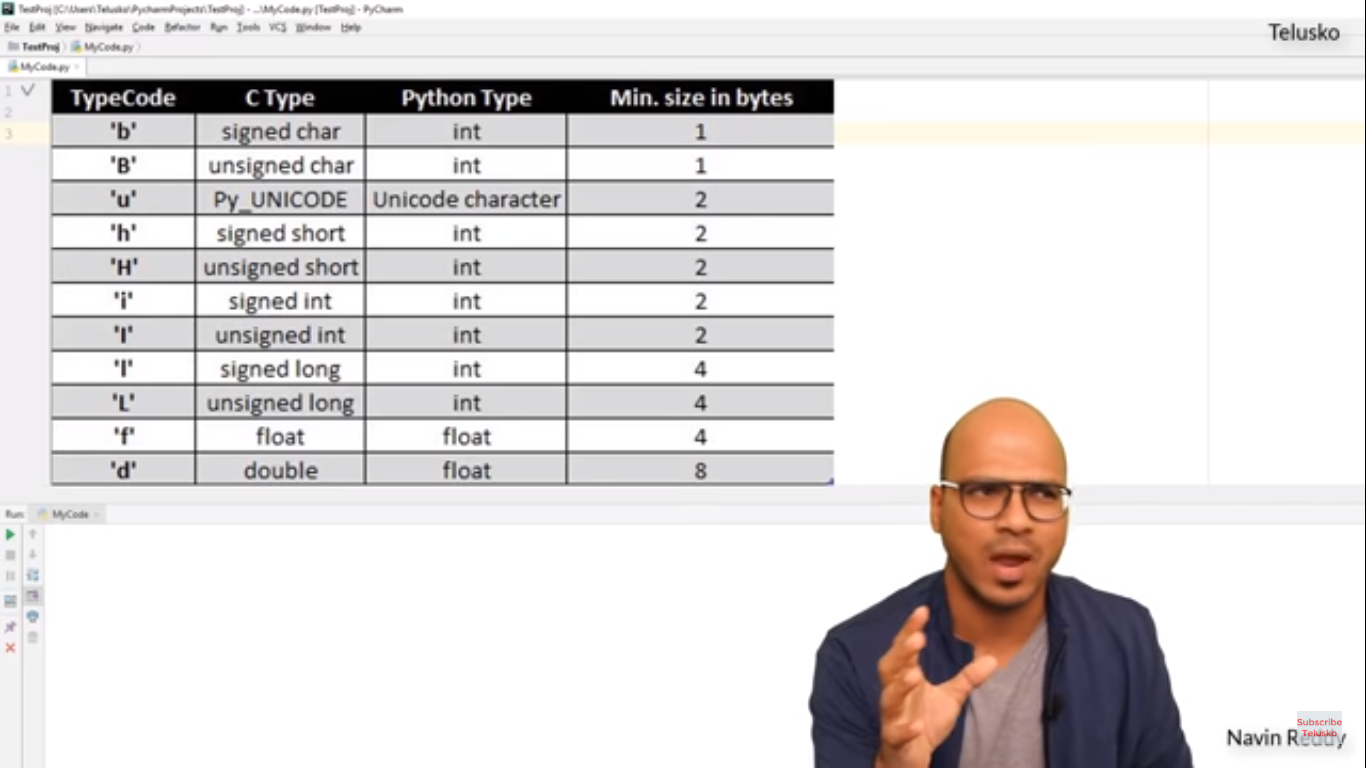 TestProj [C:\Users\Telusko\PycharmProjects\TestProj] - ...\MyCode.py [TestProj] - PyCharm
File Edit View Navigate Code Refactor Run Tools VCS Window Help
Telusko
TestProj MyCode.py
MyCode.py
1
2
3
TypeCode C Type Python Type Min. size in bytes
'b' signed char int 1
'B' unsigned char int 1
'u' Py_UNICODE Unicode character 2
'h' signed short int 2
'H' unsigned short int 2
'i' signed int int 2
'I' unsigned int int 2
'l' signed long int 4
'L' unsigned long int 4
'f' float float 4
'd' double float 8
Run: MyCode
Subscribe
Telusko
Navin Reddy